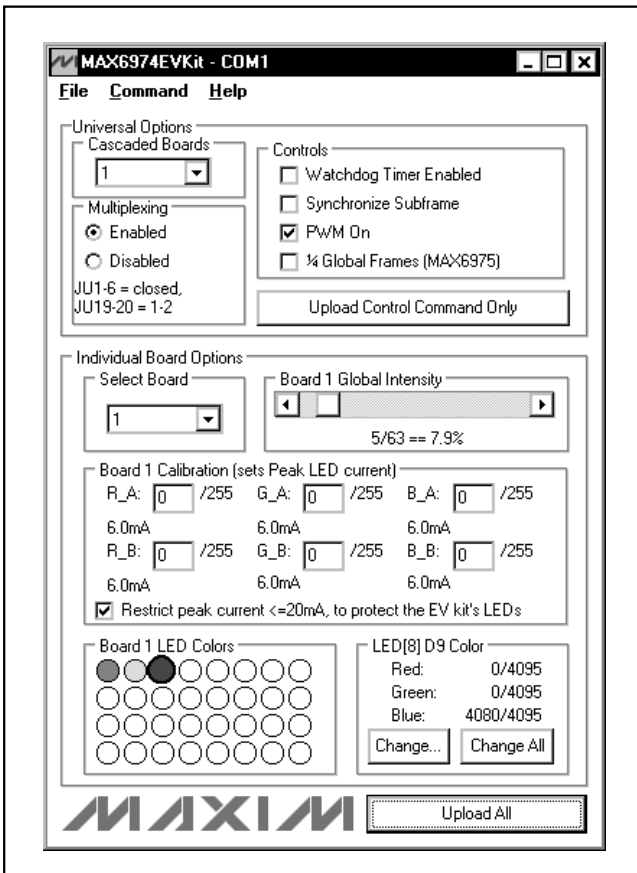 MAX6974EVKit - COM1
File Command Help
Universal Options
Cascaded Boards
1
Multiplexing
Enabled
Disabled
JU1-6 = closed,
JU19-20 = 1-2
Controls
Watchdog Timer Enabled
Synchronize Subframe
PWM On
¼ Global Frames (MAX6975)
Upload Control Command Only
Individual Board Options
Select Board
1
Board 1 Global Intensity
5/63 == 7.9%
Board 1 Calibration (sets Peak LED current)
R_A: 0 /255 G_A: 0 /255 B_A: 0 /255
6.0mA 6.0mA 6.0mA
R_B: 0 /255 G_B: 0 /255 B_B: 0 /255
6.0mA 6.0mA 6.0mA
Restrict peak current <=20mA, to protect the EV kit's LEDs
Board 1 LED Colors
LED[8] D9 Color
Red: 0/4095
Green: 0/4095
Blue: 4080/4095
Change... Change All
MAXIM
Upload All